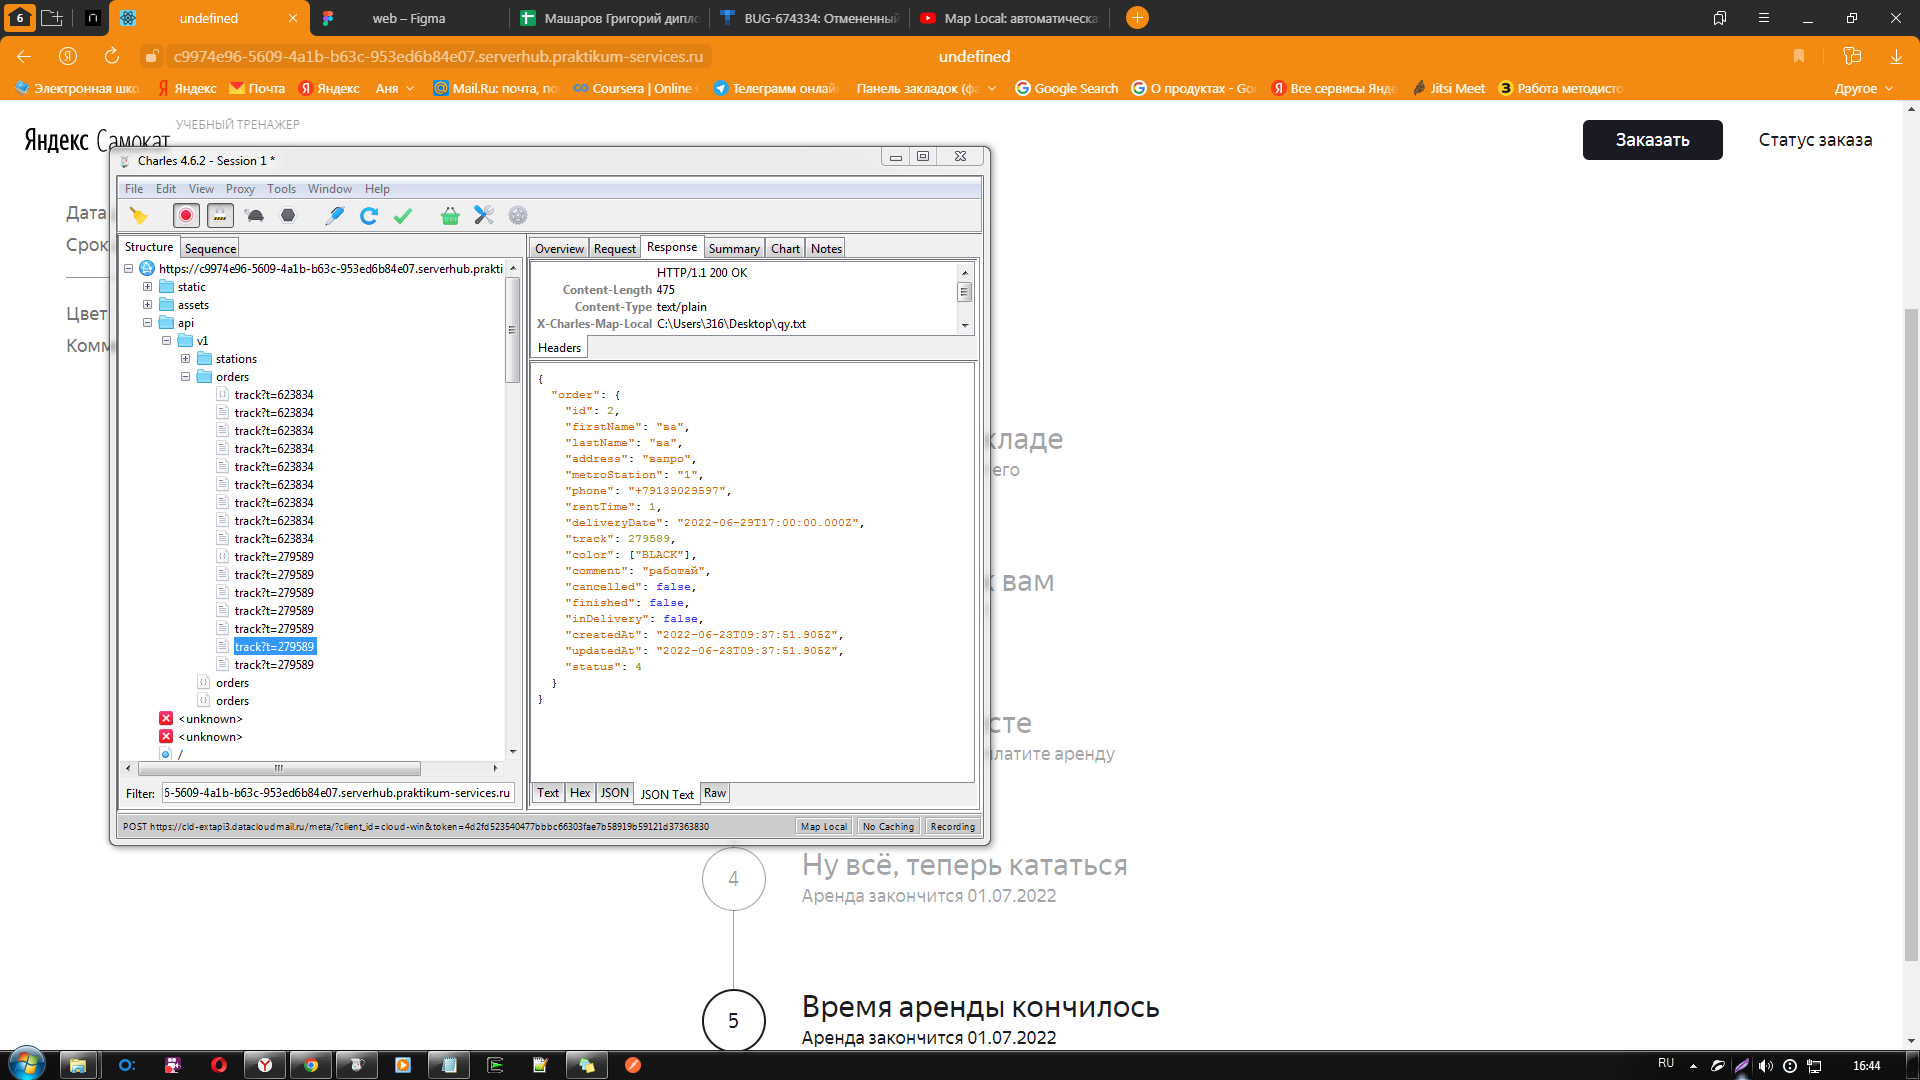 6
undefined
web – Figma
Машаров Григорий дипло
BUG-674334: Отмененный
Map Local: автоматическа
c9974e96-5609-4a1b-b63c-953ed6b84e07.serverhub.praktikum-services.ru
undefined
Электронная шко
Яндекс
Почта
Яндекс
Аня
Mail.Ru: почта, по
Coursera | Online
Телеграмм онлай
Панель закладок (ф
Google Search
О продуктах - Goo
Все сервисы Янде
Jitsi Meet
Работа методисто
Другое
Яндекс Самокат
УЧЕБНЫЙ ТРЕНАЖЕР
Заказать
Статус заказа
Дата
Срок
Цвет
Комм
Charles 4.6.2 - Session 1 *
File Edit View Proxy Tools Window Help
Structure Sequence
https://c9974e96-5609-4a1b-b63c-953ed6b84e07.serverhub.prakti
static
assets
api
v1
stations
orders
track?t=623834
track?t=623834
track?t=623834
track?t=623834
track?t=623834
track?t=623834
track?t=623834
track?t=623834
track?t=623834
track?t=279589
track?t=279589
track?t=279589
track?t=279589
track?t=279589
track?t=279589
track?t=279589
orders
orders
<unknown>
<unknown>
/
Filter: 5-5609-4a1b-b63c-953ed6b84e07.serverhub.praktikum-services.ru
Overview Request Response Summary Chart Notes
HTTP/1.1 200 OK
Content-Length 475
Content-Type text/plain
X-Charles-Map-Local C:\Users\316\Desktop\qy.txt
Headers
{
"order": {
"id": 2,
"firstName": "ва",
"lastName": "ва",
"address": "вапро",
"metroStation": "1",
"phone": "+79139029597",
"rentTime": 1,
"deliveryDate": "2022-06-29T17:00:00.000Z",
"track": 279589,
"color": ["BLACK"],
"comment": "работай",
"cancelled": false,
"finished": false,
"inDelivery": false,
"createdAt": "2022-06-23T09:37:51.905Z",
"updatedAt": "2022-06-23T09:37:51.905Z",
"status": 4
}
}
Text Hex JSON JSON Text Raw
POST https://cld-extapi3.datacloudmail.ru/meta/?client_id=cloud-win&token=4d2fd523540477bbbc66303fae7b58919b59121d37363830
Map Local No Caching Recording
кладе
его
к вам
сте
латите аренду
4
Ну всё, теперь кататься
Аренда закончится 01.07.2022
5
Время аренды кончилось
Аренда закончится 01.07.2022
RU
16:44